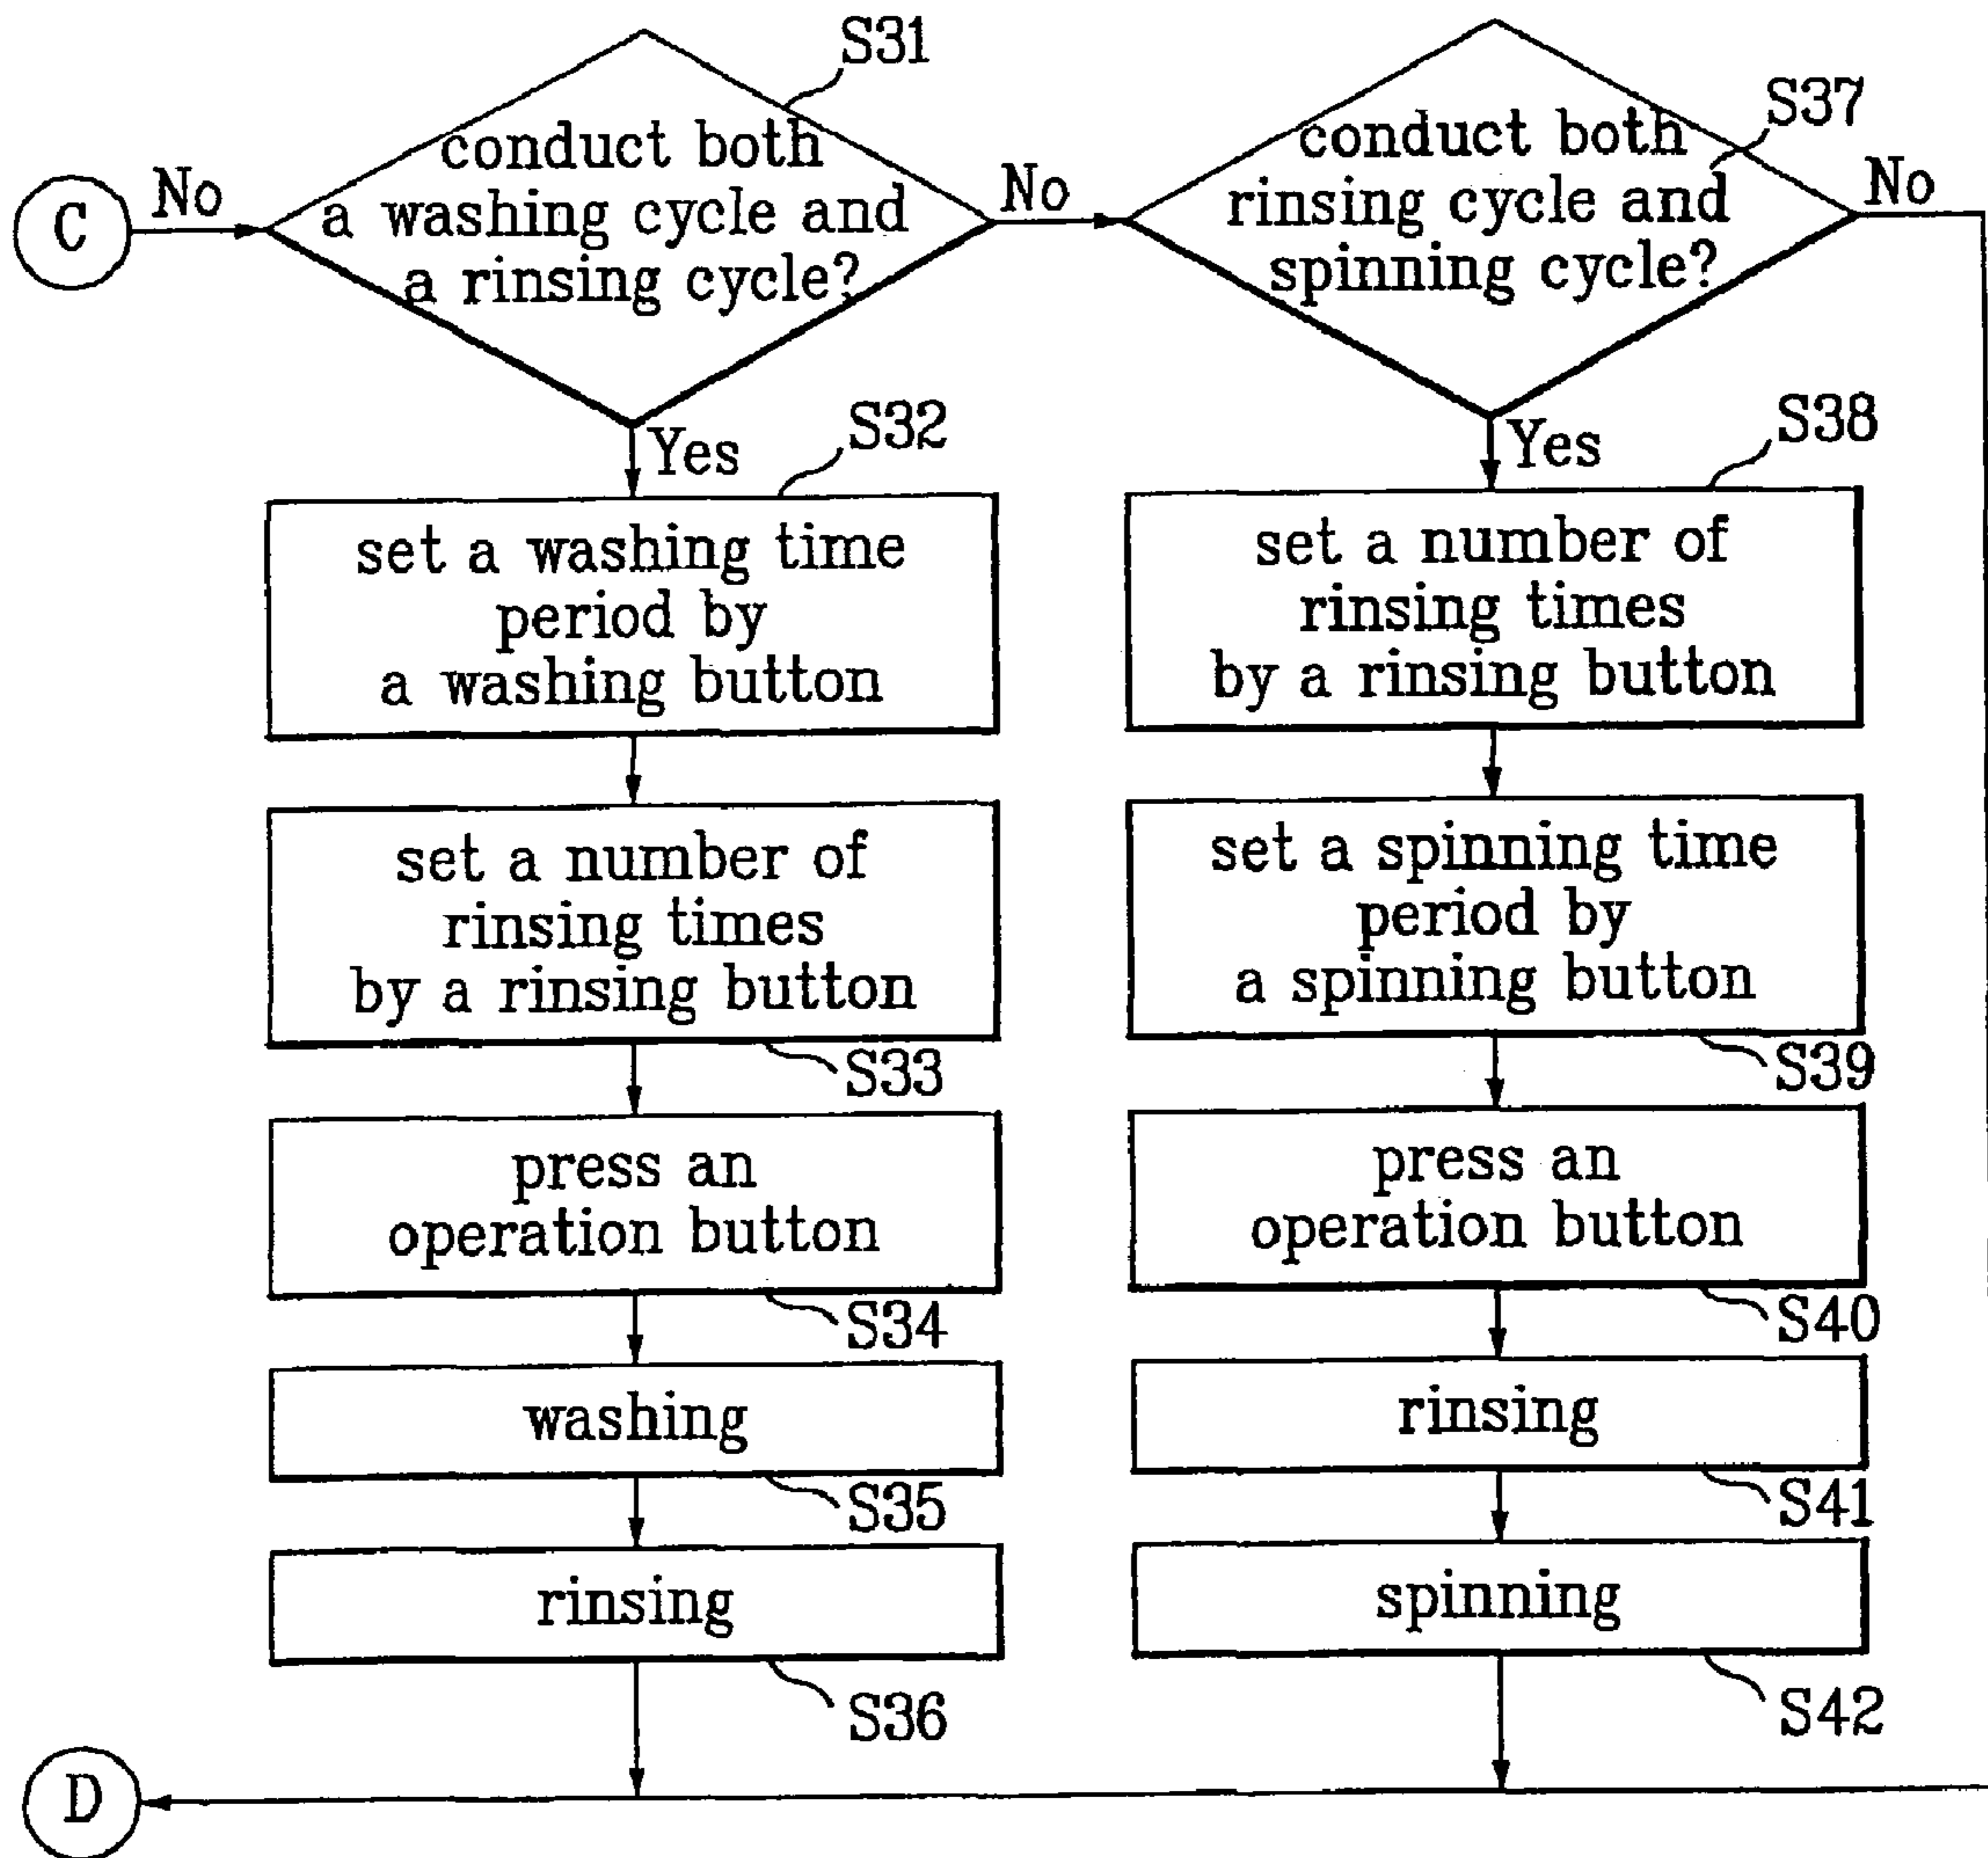 C
No
S31
conduct both
a washing cycle and
a rinsing cycle?
No
S37
conduct both
rinsing cycle and
spinning cycle?
No
Yes
S32
set a washing time
period by
a washing button
set a number of
rinsing times
by a rinsing button
S33
press an
operation button
S34
washing
S35
rinsing
S36
Yes
S38
set a number of
rinsing times
by a rinsing button
set a spinning time
period by
a spinning button
S39
press an
operation button
S40
rinsing
S41
spinning
S42
D